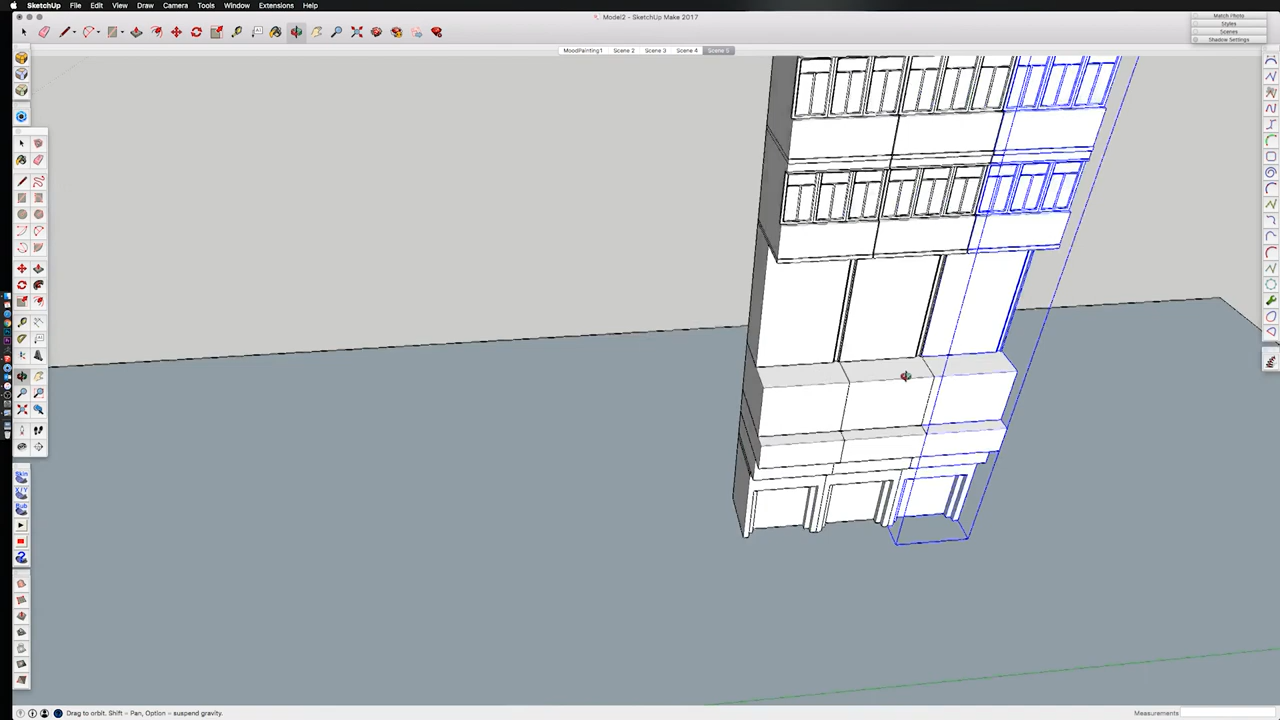 SketchUp File Edit View Draw Camera Tools Window Extensions Help
Model2 - SketchUp Make 2017
Match Photo
Styles
Scenes
Shadow Settings
MoodPainting1 Scene 2 Scene 3 Scene 4 Scene 5
Skin
X/Y
Bub
Drag to orbit. Shift = Pan, Option = suspend gravity.
Measurements